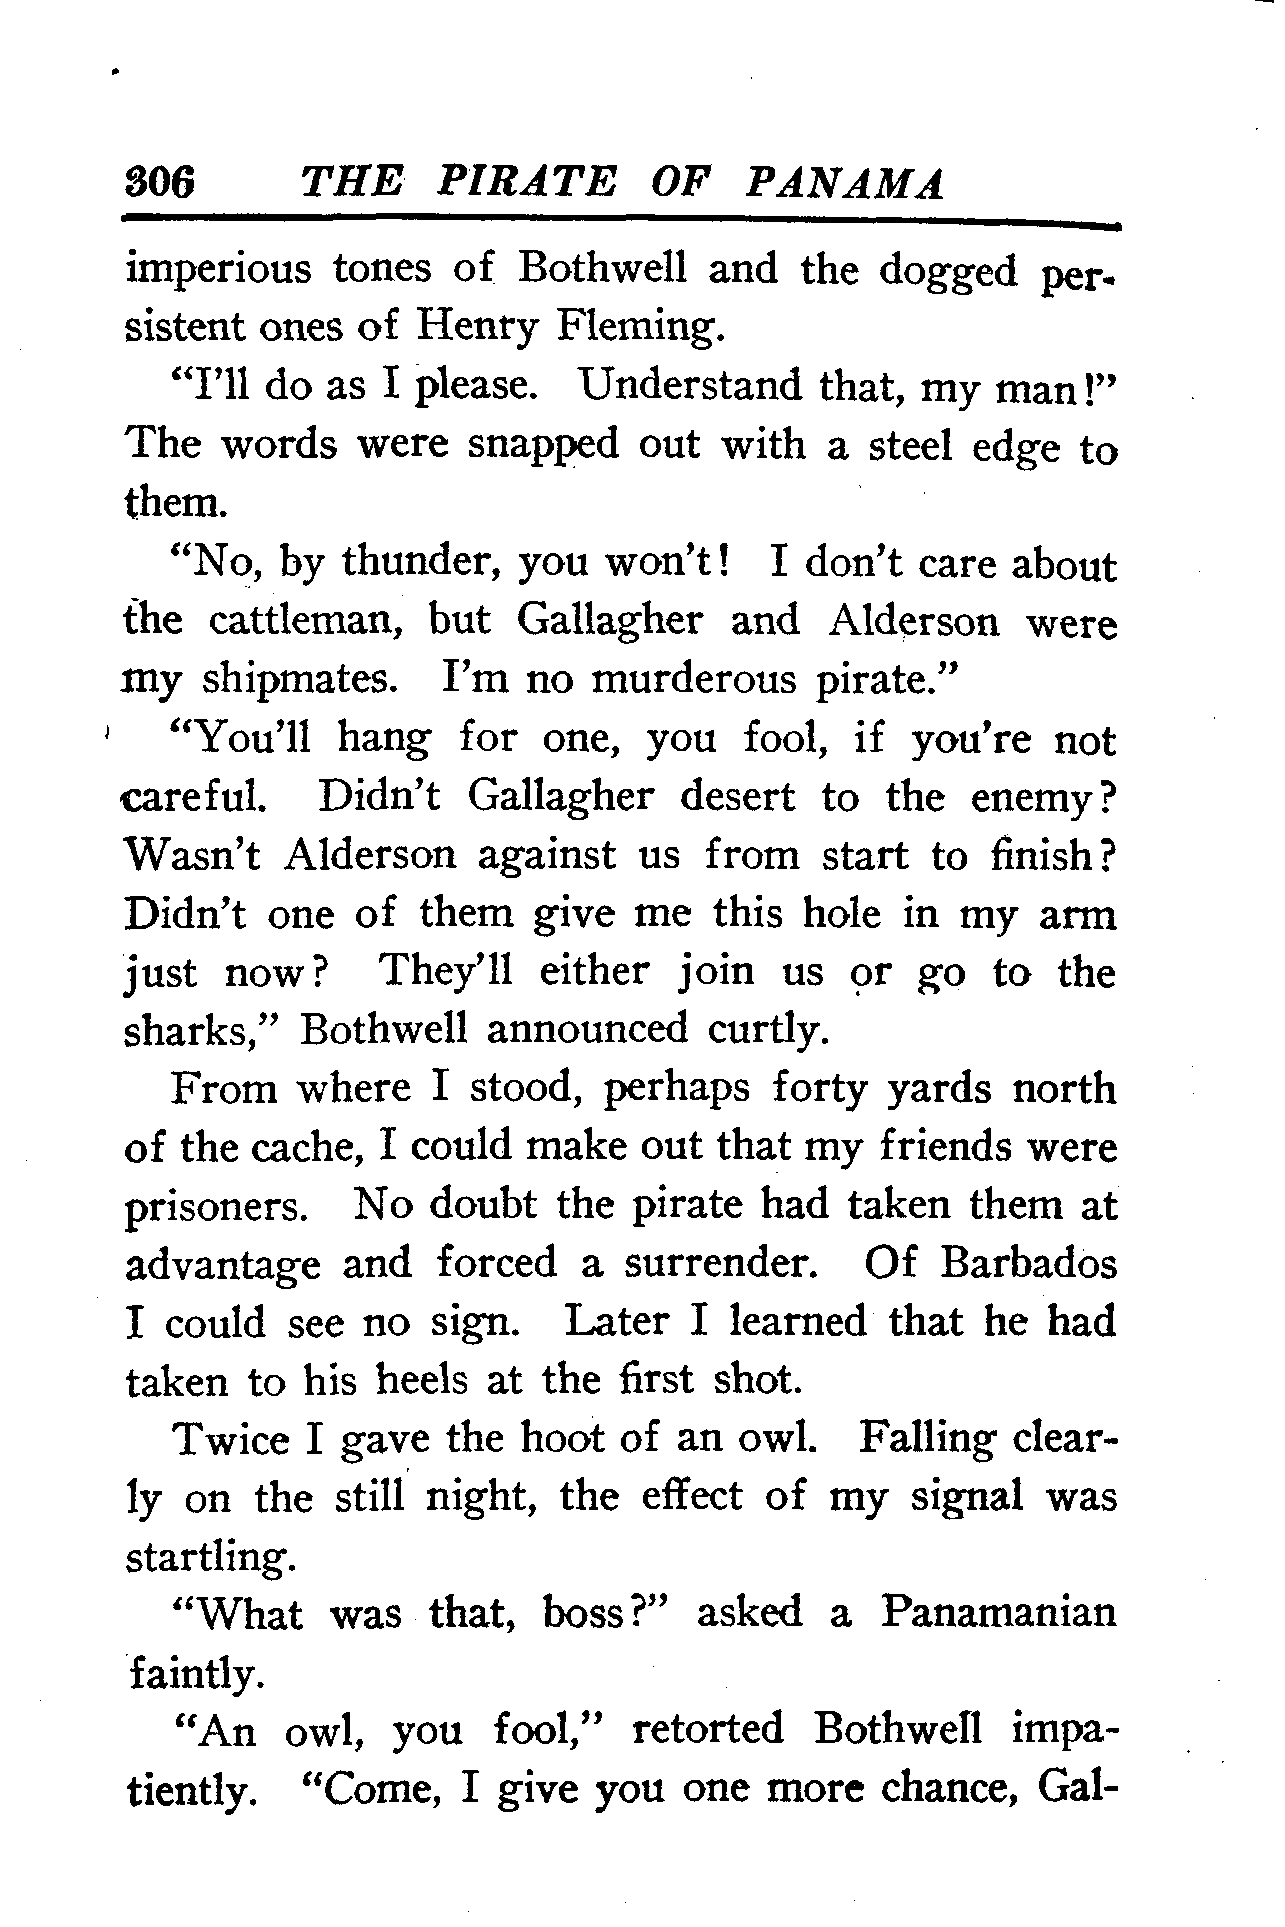 306 THE PIRATE OF PANAMA
imperious tones of Bothwell and the dogged per-
sistent ones of Henry Fleming.
“I’ll do as I please. Understand that, my man!”
The words were snapped out with a steel edge to
them.
“No, by thunder, you won’t! I don’t care about
the cattleman, but Gallagher and Alderson were
my shipmates. I’m no murderous pirate.”
“You’ll hang for one, you fool, if you’re not
careful. Didn’t Gallagher desert to the enemy?
Wasn’t Alderson against us from start to finish?
Didn’t one of them give me this hole in my arm
just now? They’ll either join us or go to the
sharks,” Bothwell announced curtly.
From where I stood, perhaps forty yards north
of the cache, I could make out that my friends were
prisoners. No doubt the pirate had taken them at
advantage and forced a surrender. Of Barbados
I could see no sign. Later I learned that he had
taken to his heels at the first shot.
Twice I gave the hoot of an owl. Falling clear-
ly on the still night, the effect of my signal was
startling.
“What was that, boss?” asked a Panamanian
faintly.
“An owl, you fool,” retorted Bothwell impa-
tiently. “Come, I give you one more chance, Gal-